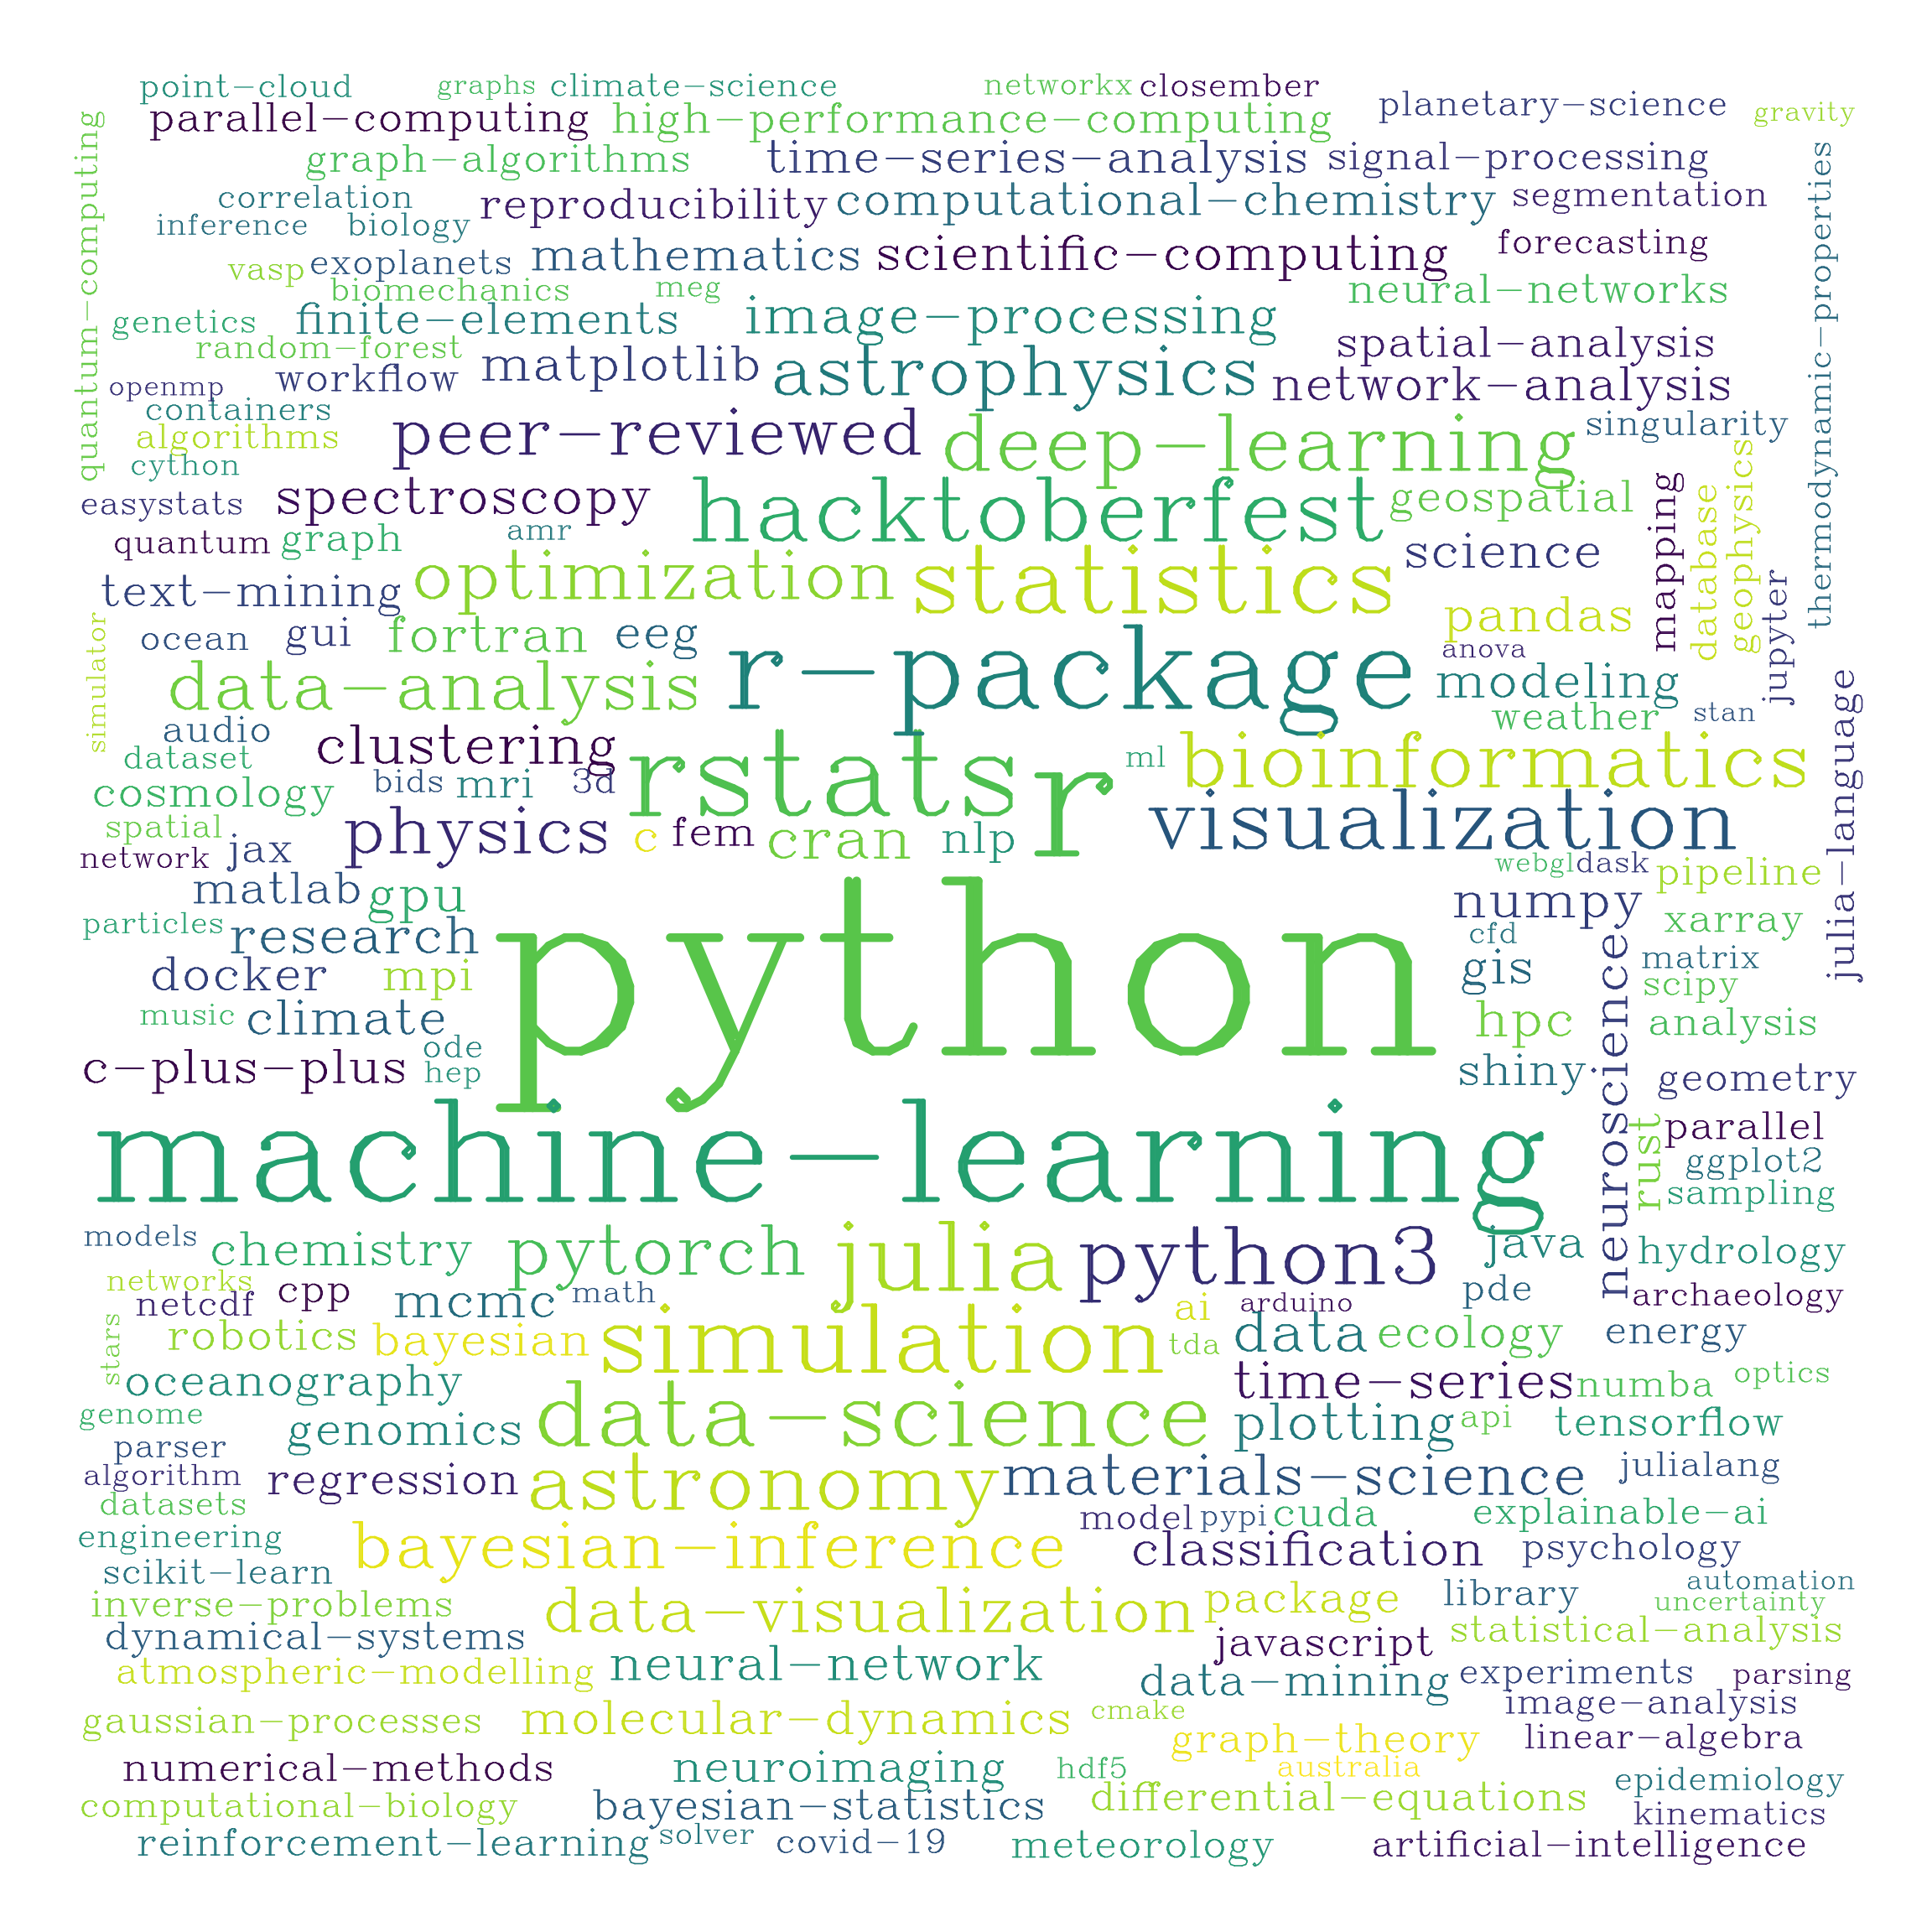 point-cloud graphs climate-science networkx closember
parallel-computing high-performance-computing planetary-science gravity
graph-algorithms time-series-analysis signal-processing
correlation reproducibility computational-chemistry segmentation
inference biology
vasp exoplanets mathematics scientific-computing forecasting
biomechanics meg neural-networks
genetics finite-elements image-processing
random-forest matplotlib astrophysics spatial-analysis
openmp workflow network-analysis
containers peer-reviewed deep-learning singularity
algorithms
cython
easystats spectroscopy hacktoberfest geospatial
quantum graph amr science
text-mining optimization statistics pandas
ocean gui fortran eeg r-package anova
data-analysis modeling
audio weather stan
dataset clustering rstats r ml bioinformatics
cosmology bids mri 3d
spatial physics c fem cran nlp visualization
network jax webgl dask pipeline
matlab gpu numpy
particles research python cfd xarray
docker mpi gis matrix
scipy
music climate hpc analysis
c-plus-plus ode shiny geometry
hep
machine-learning parallel
ggplot2
sampling
models chemistry pytorch julia python3 java hydrology
networks
netcdf cpp mcmc math ai arduino pde archaeology
robotics bayesian simulation tda data ecology energy
oceanography time-series numba optics
genome genomics data-science plotting api tensorflow
parser
algorithm regression astronomy materials-science julialang
datasets model pypi cuda explainable-ai
engineering bayesian-inference classification psychology
scikit-learn library automation
inverse-problems data-visualization package uncertainty
dynamical-systems javascript statistical-analysis
atmospheric-modelling neural-network data-mining experiments parsing
gaussian-processes molecular-dynamics cmake image-analysis
graph-theory linear-algebra
numerical-methods neuroimaging hdf5 australia epidemiology
computational-biology bayesian-statistics differential-equations kinematics
reinforcement-learning solver covid-19 meteorology artificial-intelligence
quantum-computing
simulator
stars
thermodynamic-properties
mapping
database
geophysics
jupyter
julia-language
neuroscience
rust